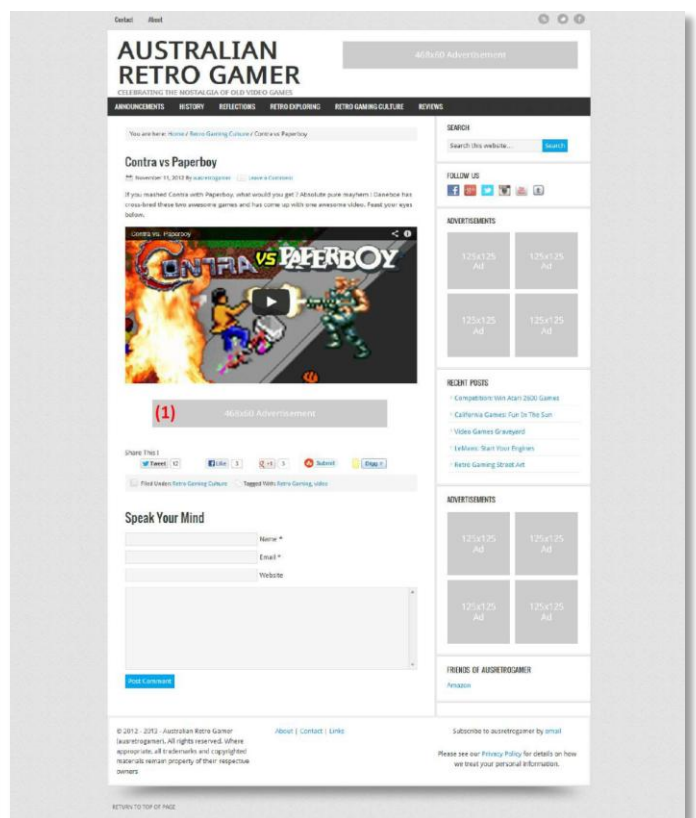 Contact About
AUSTRALIAN
RETRO GAMER
CELEBRATING THE NOSTALGIA OF OLD VIDEO GAMES
468x60 Advertisement
ANNOUNCEMENTS HISTORY REFLECTIONS RETRO EXPLORING RETRO GAMING CULTURE REVIEWS
You are here: Home / Retro Gaming Culture / Contra vs Paperboy
Contra vs Paperboy
November 11, 2012 By ausretrogamer Leave a Comment
If you mashed Contra with Paperboy, what would you get ? Absolute pure mayhem ! Daneboe has
cross-bred these two awesome games and has come up with one awesome video. Feast your eyes
below.
Contra vs. Paperboy
CONTRA VS PAPERBOY
(1) 468x60 Advertisement
Share This !
Tweet 12 Like 3 +1 3 Submit Digg
Filed Under: Retro Gaming Culture Tagged With: Retro Gaming, video
Speak Your Mind
Name *
Email *
Website
Post Comment
SEARCH
Search this website... Search
FOLLOW US
ADVERTISEMENTS
125x125
Ad
125x125
Ad
125x125
Ad
125x125
Ad
RECENT POSTS
Competition: Win Atari 2600 Games
California Games: Fun In The Sun
Video Games Graveyard
LeMans: Start Your Engines
Retro Gaming Street Art
ADVERTISEMENTS
125x125
Ad
125x125
Ad
125x125
Ad
125x125
Ad
FRIENDS OF AUSRETROGAMER
Amazon
© 2012 - 2013 - Australian Retro Gamer
(ausretrogamer). All rights reserved. Where
appropriate, all trademarks and copyrighted
materials remain property of their respective
owners
About | Contact | Links
Subscribe to ausretrogamer by email
Please see our Privacy Policy for details on how
we treat your personal information.
RETURN TO TOP OF PAGE